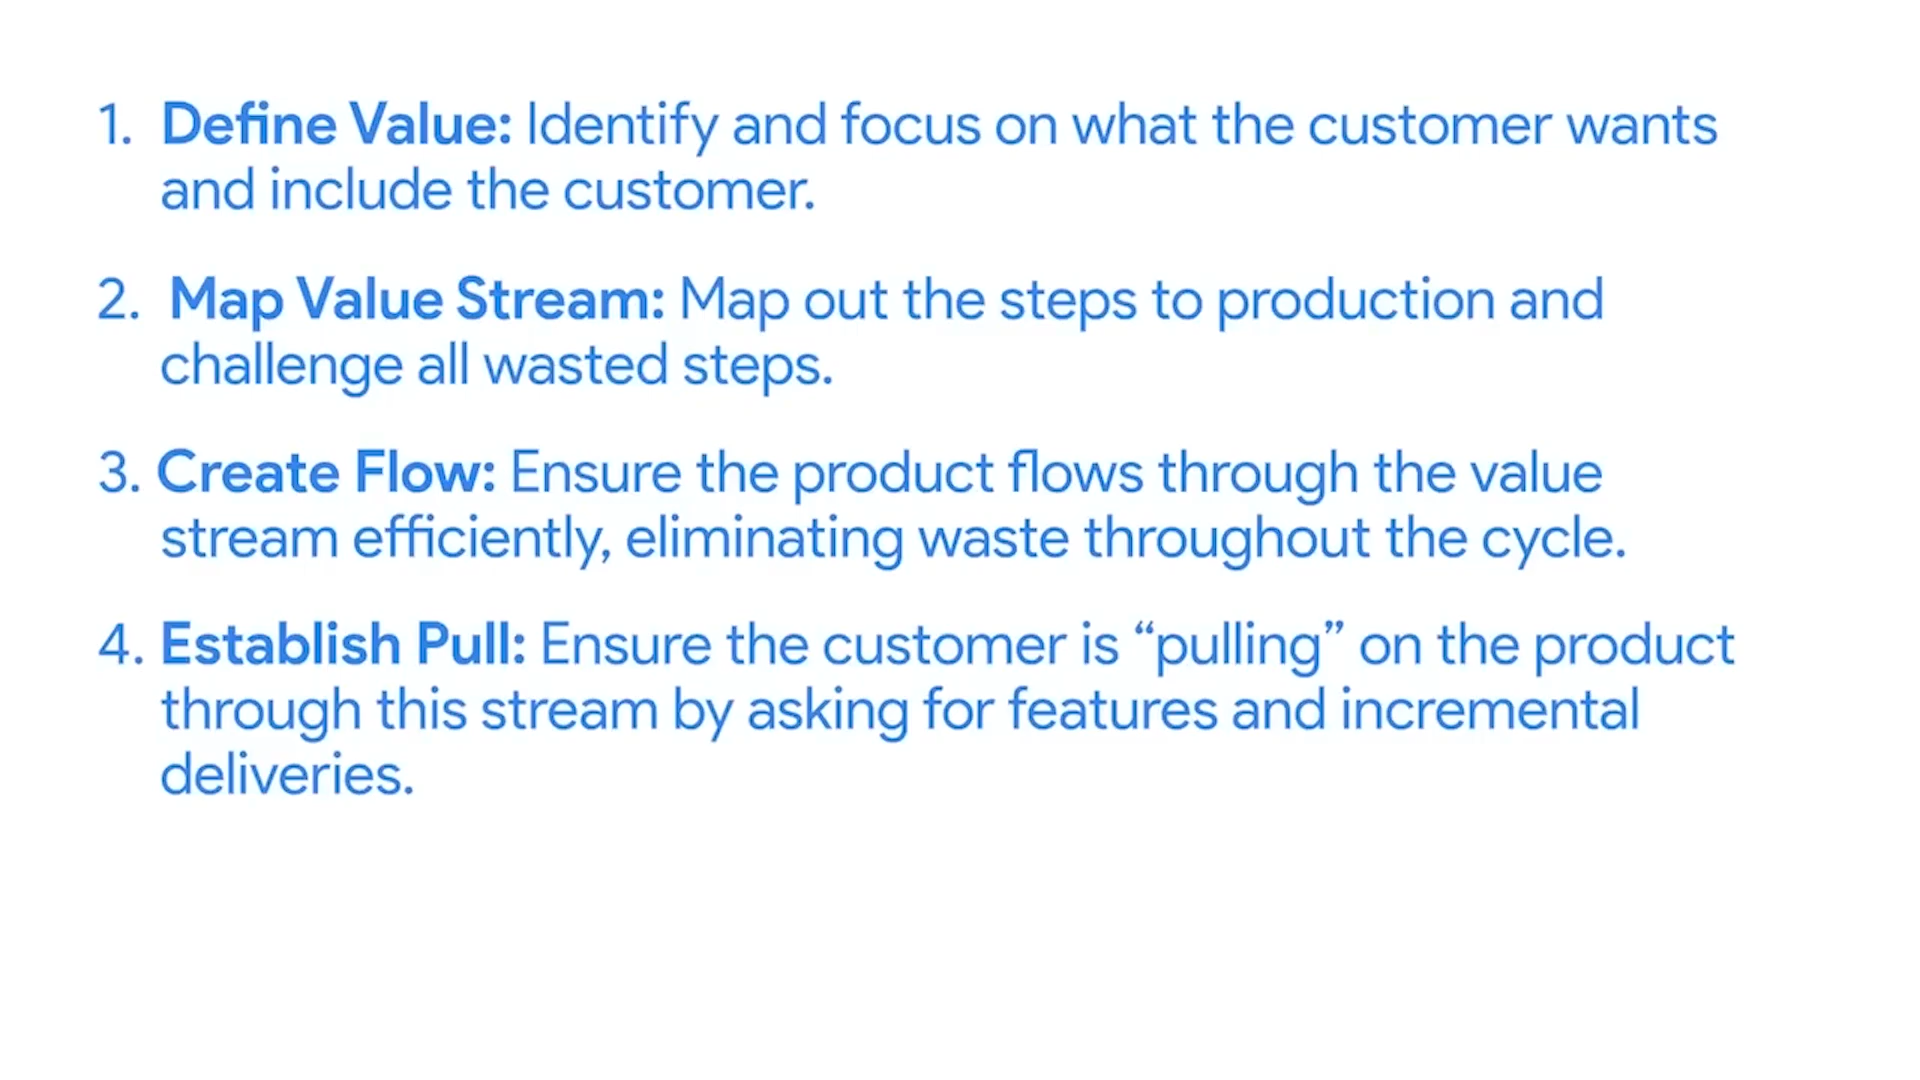 1. Define Value: Identify and focus on what the customer wants
and include the customer.
2. Map Value Stream: Map out the steps to production and
challenge all wasted steps.
3. Create Flow: Ensure the product flows through the value
stream efficiently, eliminating waste throughout the cycle.
4. Establish Pull: Ensure the customer is “pulling” on the product
through this stream by asking for features and incremental
deliveries.